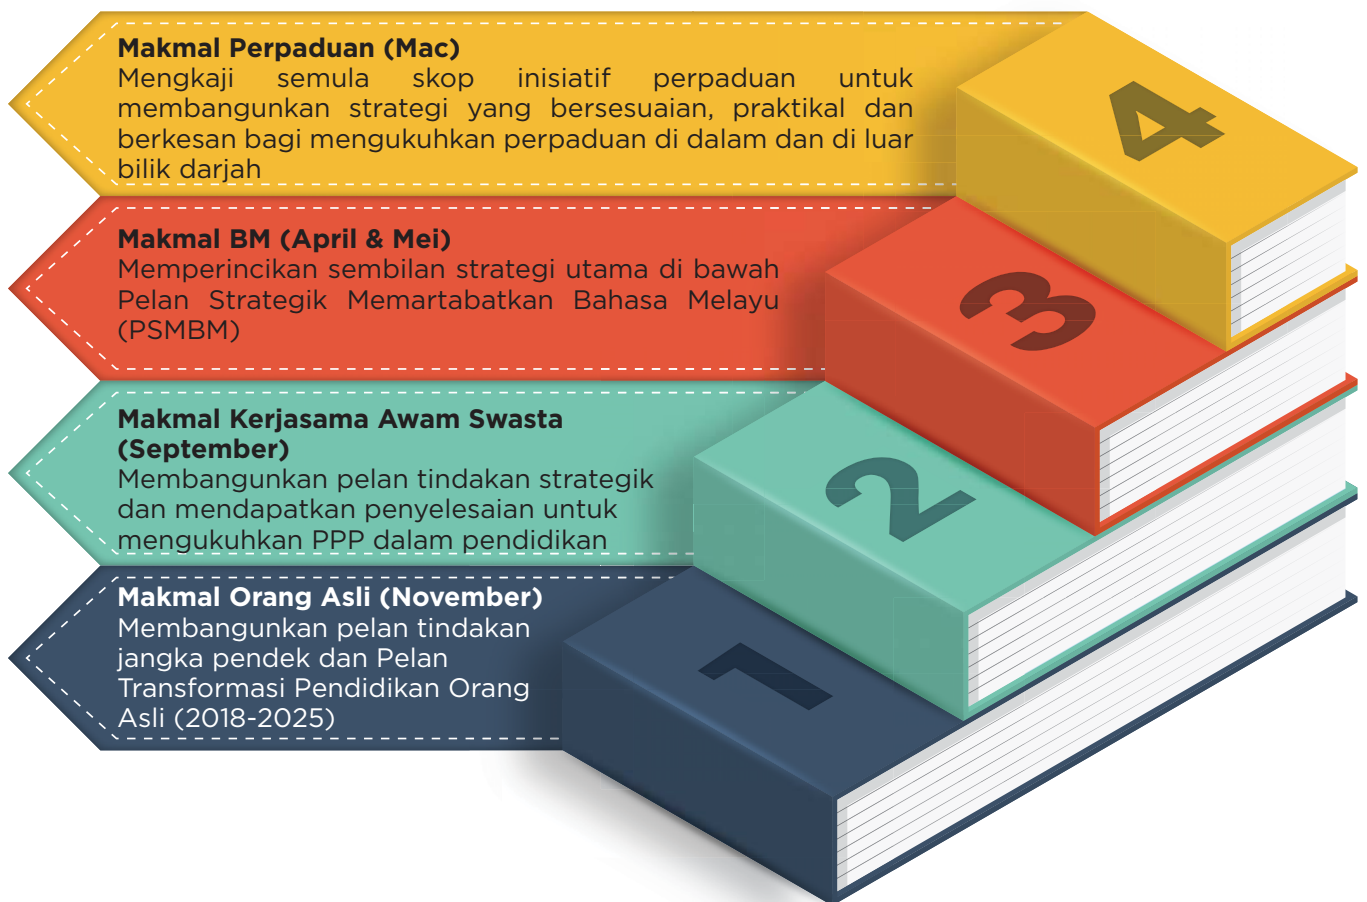 Makmal Perpaduan (Mac)
Mengkaji semula skop inisiatif perpaduan untuk
membangunkan strategi yang bersesuaian, praktikal dan
berkesan bagi mengukuhkan perpaduan di dalam dan di luar
bilik darjah
4
Makmal BM (April & Mei)
Memperincikan sembilan strategi utama di bawah
Pelan Strategik Memartabatkan Bahasa Melayu
(PSMBM)
3
Makmal Kerjasama Awam Swasta
(September)
Membangunkan pelan tindakan strategik
dan mendapatkan penyelesaian untuk
mengukuhkan PPP dalam pendidikan
2
Makmal Orang Asli (November)
Membangunkan pelan tindakan
jangka pendek dan Pelan
Transformasi Pendidikan Orang
Asli (2018-2025)
1